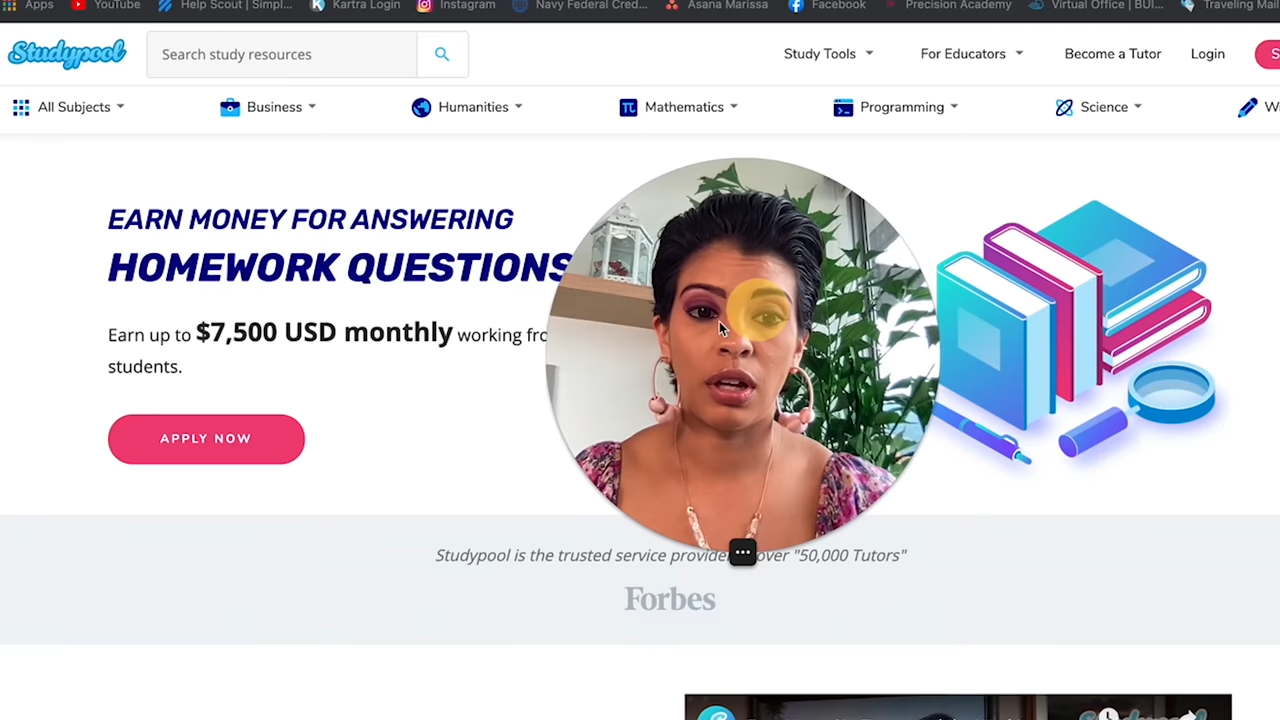 Apps YouTube Help Scout | Simpl... Kartra Login Instagram Navy Federal Cred... Asana Marissa Facebook Precision Academy Virtual Office | BUI... Traveling Mail
Studypool Search study resources Study Tools For Educators Become a Tutor Login S
All Subjects Business Humanities Mathematics Programming Science W
EARN MONEY FOR ANSWERING
HOMEWORK QUESTIONS
Earn up to $7,500 USD monthly working fro
students.
APPLY NOW
Studypool is the trusted service provide over "50,000 Tutors"
Forbes